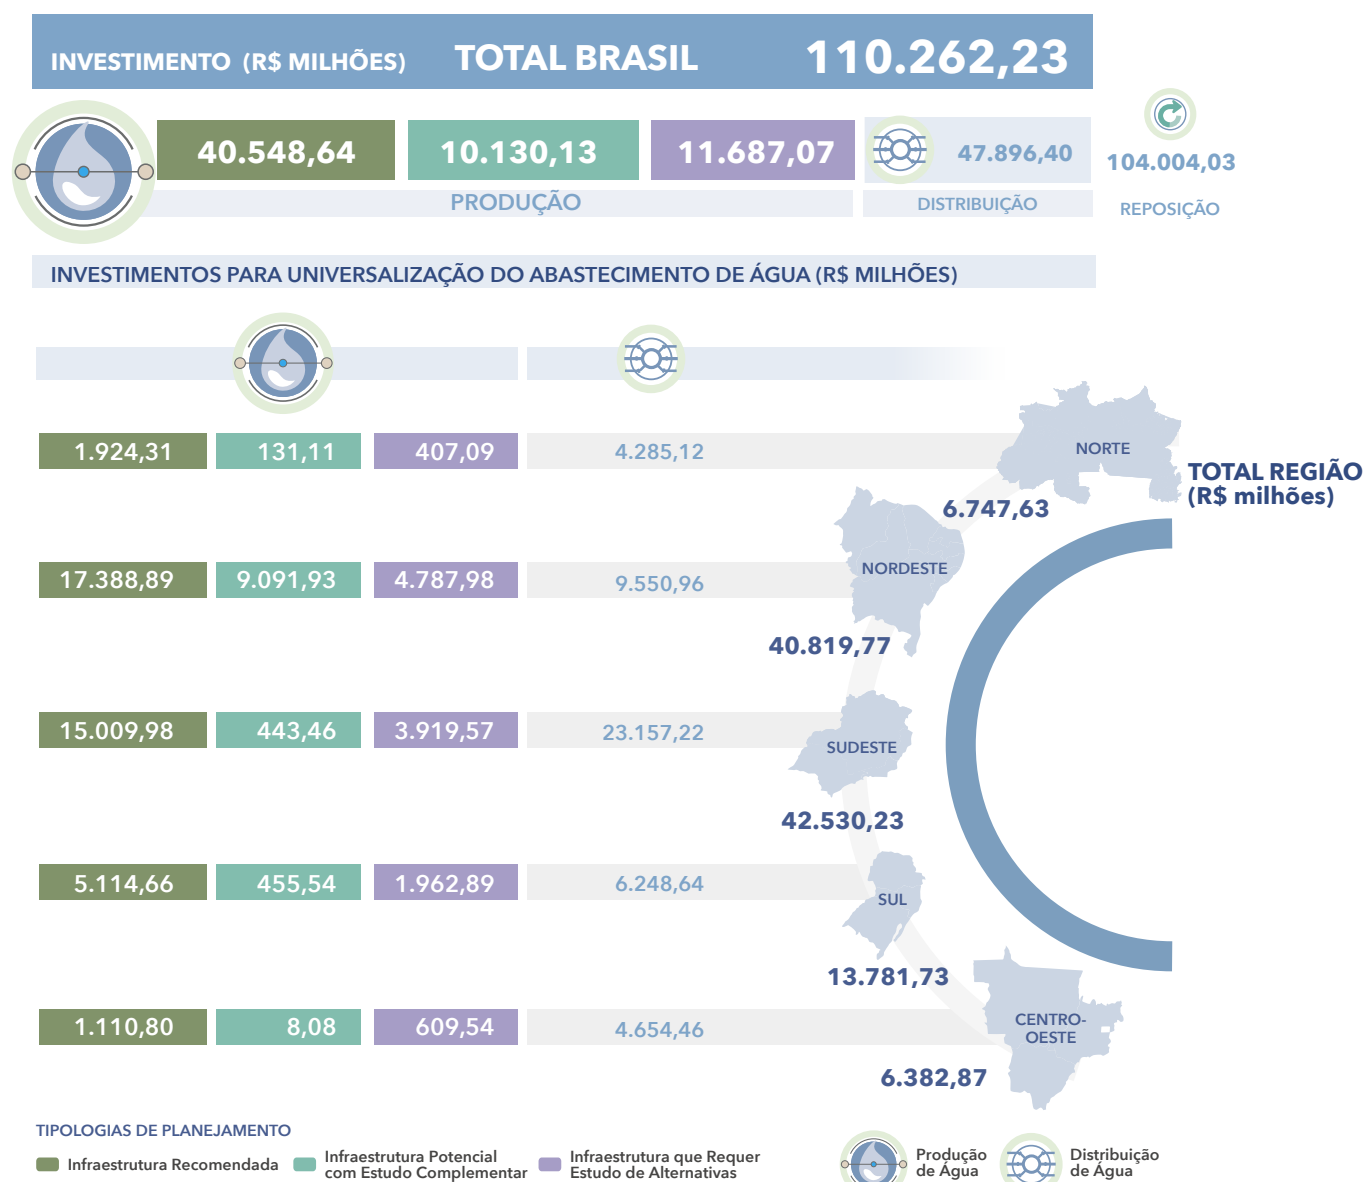 INVESTIMENTO (R$ MILHÕES) TOTAL BRASIL 110.262,23
40.548,64 10.130,13 11.687,07 47.896,40 104.004,03
PRODUÇÃO DISTRIBUIÇÃO REPOSIÇÃO
INVESTIMENTOS PARA UNIVERSALIZAÇÃO DO ABASTECIMENTO DE ÁGUA (R$ MILHÕES)
1.924,31 131,11 407,09 4.285,12 NORTE
TOTAL REGIÃO
(R$ milhões)
6.747,63
17.388,89 9.091,93 4.787,98 9.550,96 NORDESTE
40.819,77
15.009,98 443,46 3.919,57 23.157,22 SUDESTE
42.530,23
5.114,66 455,54 1.962,89 6.248,64 SUL
13.781,73
1.110,80 8,08 609,54 4.654,46 CENTRO-
OESTE
6.382,87
TIPOLOGIAS DE PLANEJAMENTO
Infraestrutura Recomendada
Infraestrutura Potencial
com Estudo Complementar
Infraestrutura que Requer
Estudo de Alternativas
Produção
de Água
Distribuição
de Água